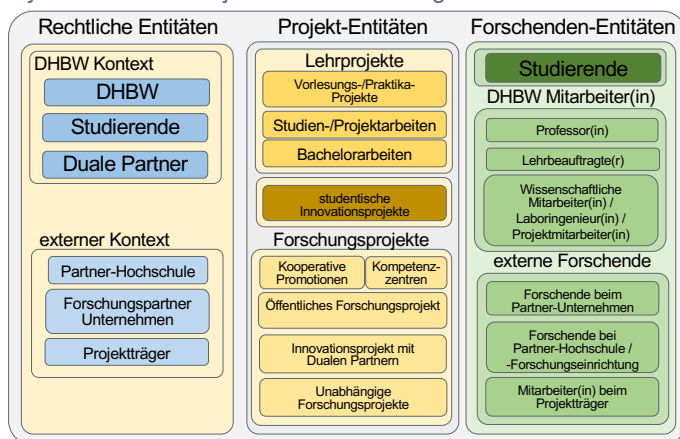 Rechtliche Entitäten
DHBW Kontext
DHBW
Studierende
Duale Partner
externer Kontext
Partner-Hochschule
Forschungspartner
Unternehmen
Projektträger
Projekt-Entitäten
Lehrprojekte
Vorlesungs-/Praktika-
Projekte
Studien-/Projektarbeiten
Bachelorarbeiten
studentische
Innovationsprojekte
Forschungsprojekte
Kooperative
Promotionen
Kompetenz-
zentren
Öffentliches Forschungsprojekt
Innovationsprojekt mit
Dualen Partnern
Unabhängige
Forschungsprojekte
Forschenden-Entitäten
Studierende
DHBW Mitarbeiter(in)
Professor(in)
Lehrbeauftragte(r)
Wissenschaftliche
Mitarbeiter(in) /
Laboringenieur(in) /
Projektmitarbeiter(in)
externe Forschende
Forschende beim
Partner-Unternehmen
Forschende bei
Partner-Hochschule /
-Forschungseinrichtung
Mitarbeiter(in) beim
Projektträger